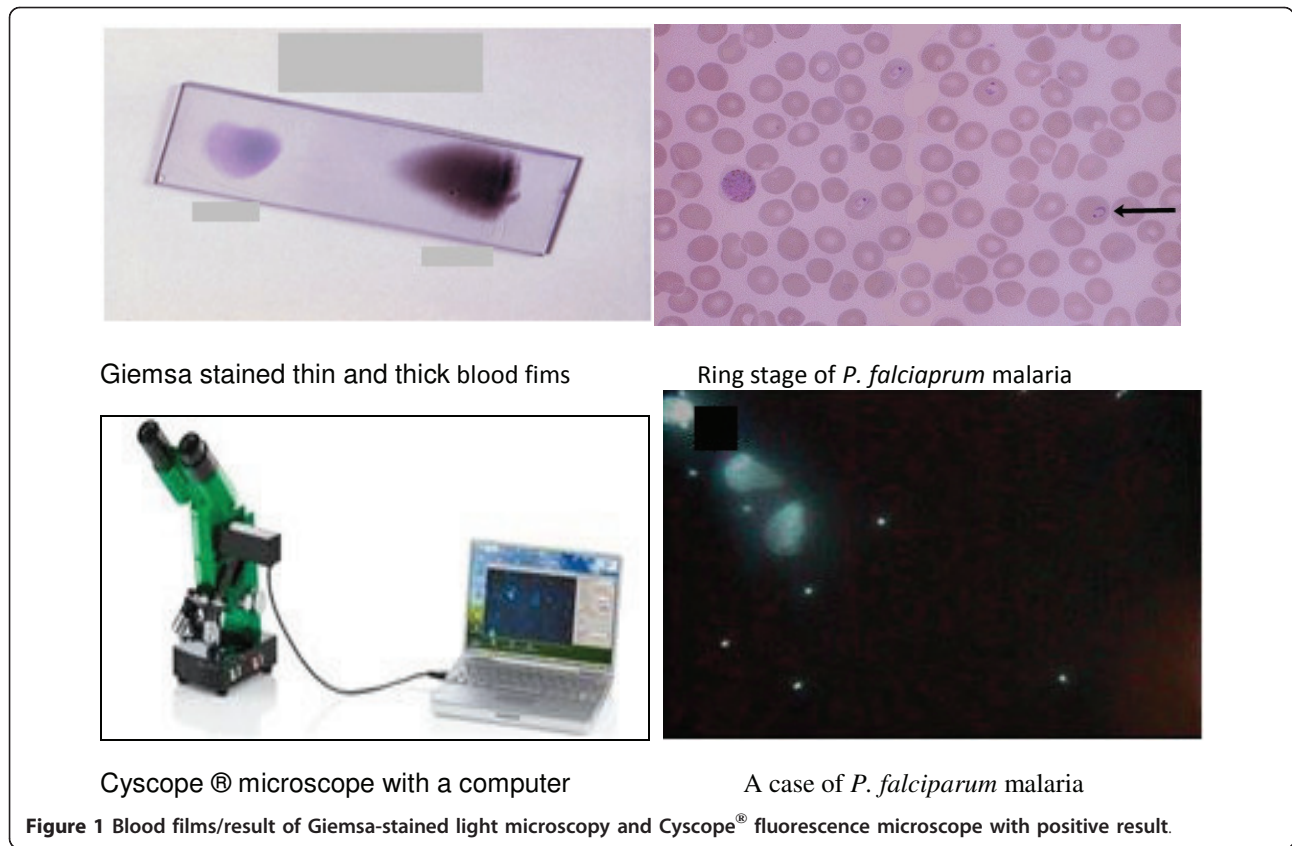 Giemsa stained thin and thick blood fims
Ring stage of P. falciaprum malaria
Cyscope ® microscope with a computer
A case of P. falciparum malaria
Figure 1 Blood films/result of Giemsa-stained light microscopy and Cyscope® fluorescence microscope with positive result.